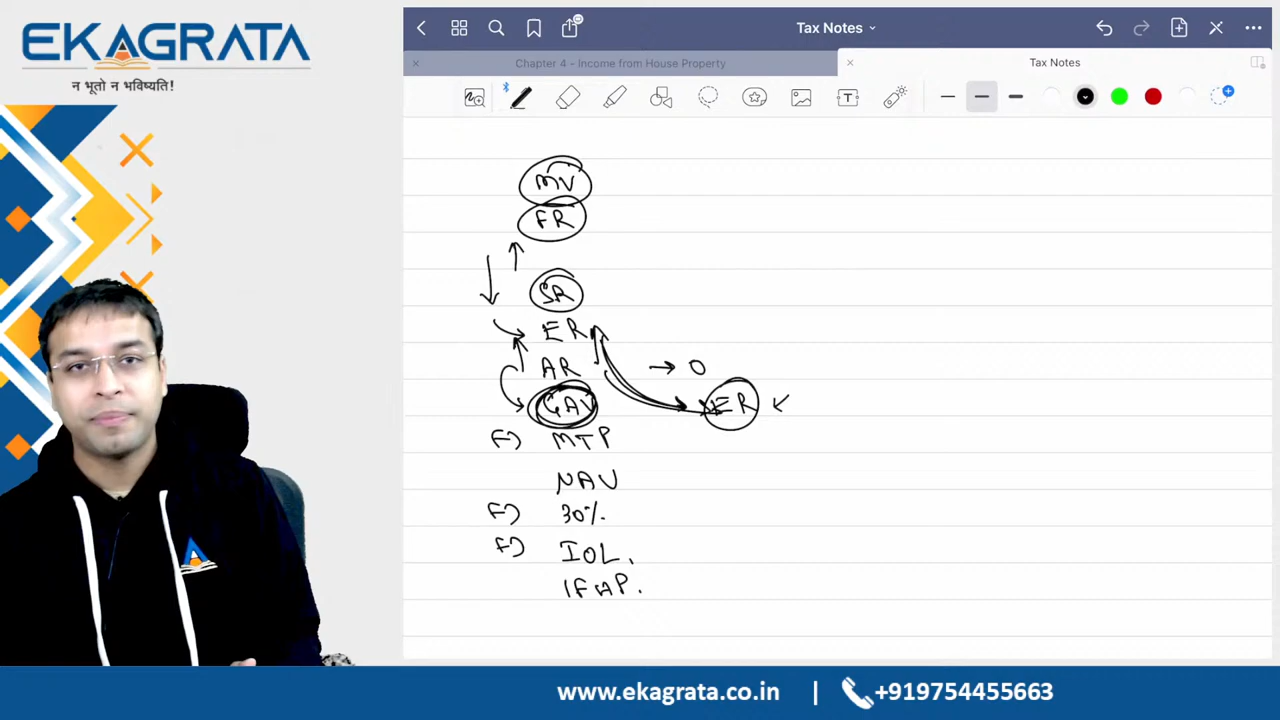 EKAGRATA
न भूतो न भविष्यति!
Tax Notes
Chapter 4 – Income from House Property
Tax Notes
T
MV
FR
SR
ER
AR → 0
GAV ER
(-) MTP
NAV
(-) 30%
(-) IOL.
IFHP.
www.ekagrata.co.in | +919754455663